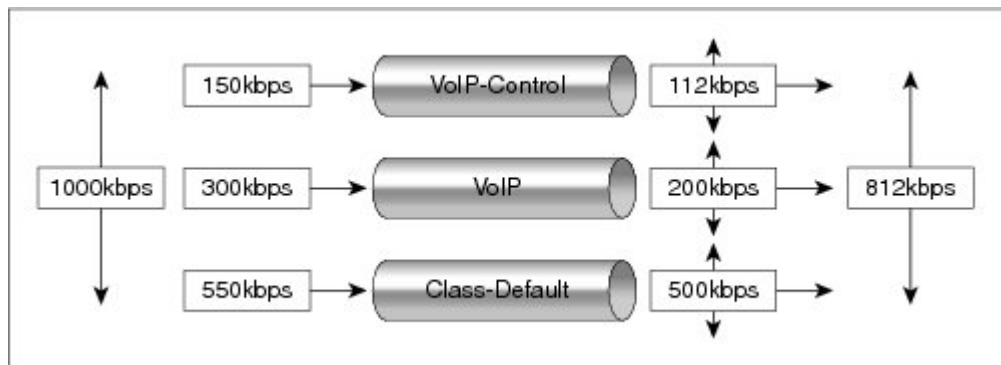 150kbps
VoIP-Control
112kbps
1000kbps
300kbps
VoIP
200kbps
812kbps
550kbps
Class-Default
500kbps